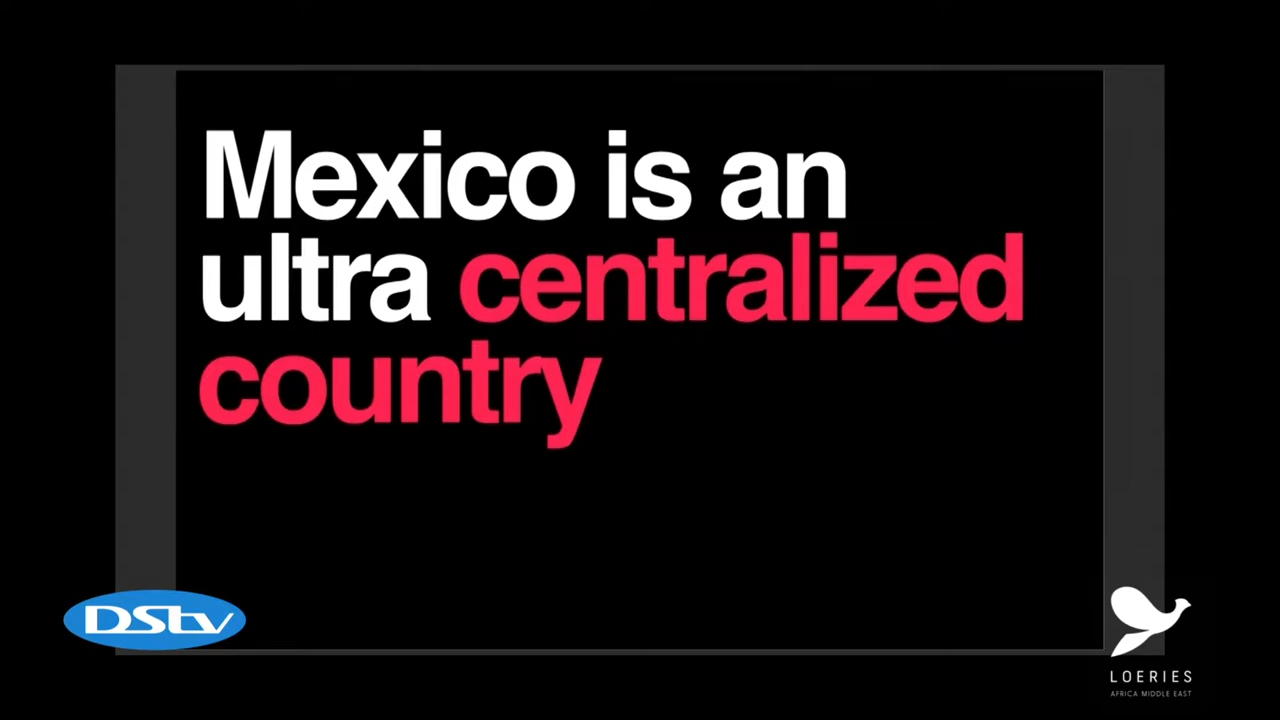 Mexico is an
ultra centralized
country
DStv
LOERIES
AFRICA MIDDLE EAST